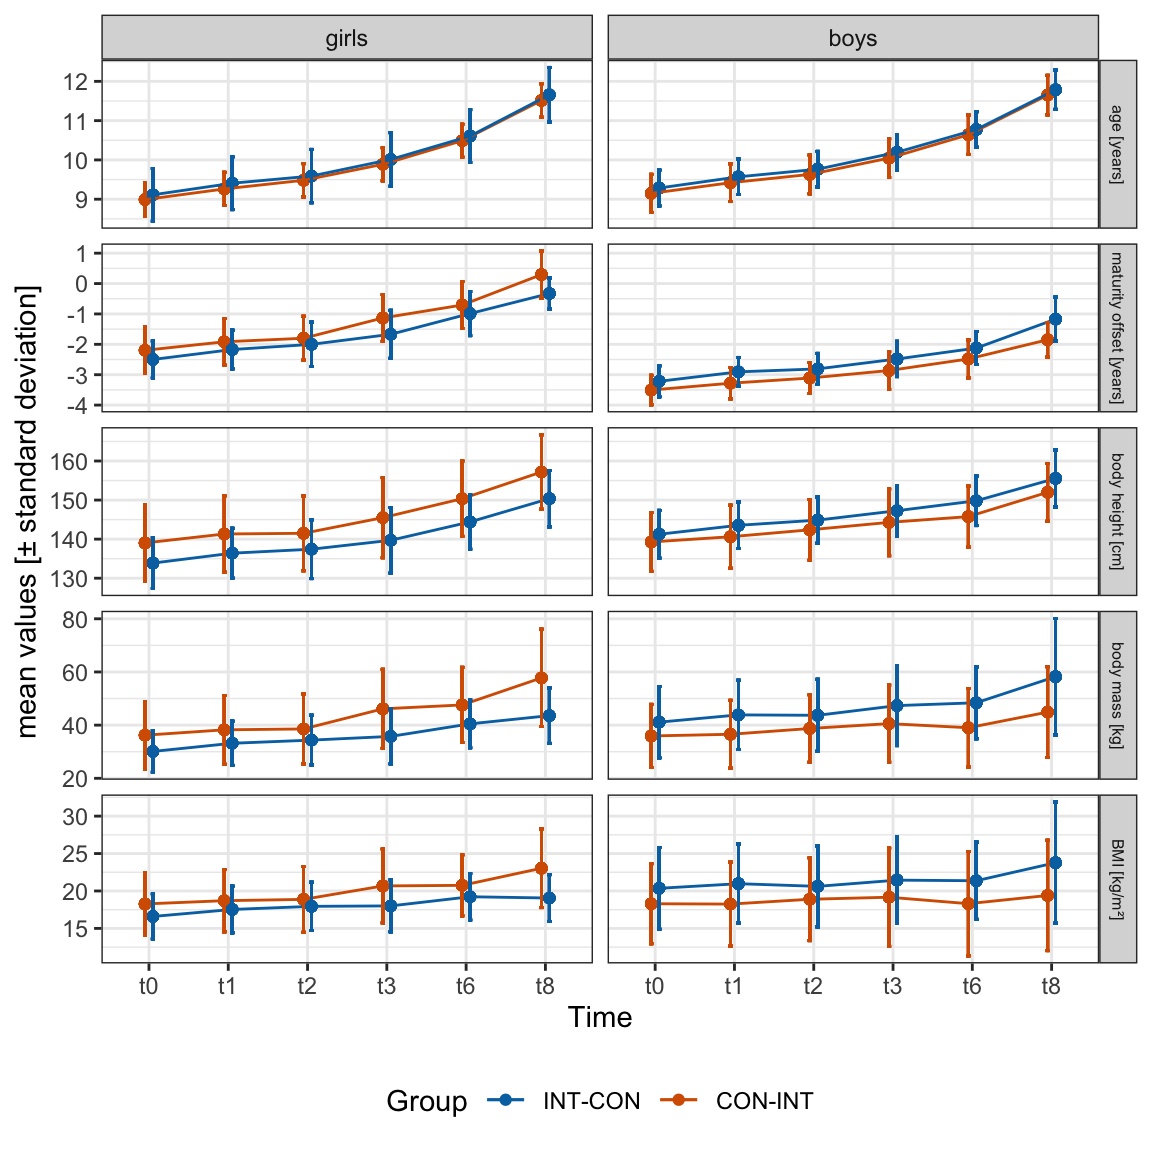 girls
boys
12
11
10
9
age [years]
1
0
-1
-2
-3
-4
maturity offset [years]
160
150
140
130
body height [cm]
80
60
40
20
body mass [kg]
30
25
20
15
BMI [kg/m²]
mean values [± standard deviation]
t0 t1 t2 t3 t6 t8 t0 t1 t2 t3 t6 t8
Time
Group INT-CON CON-INT